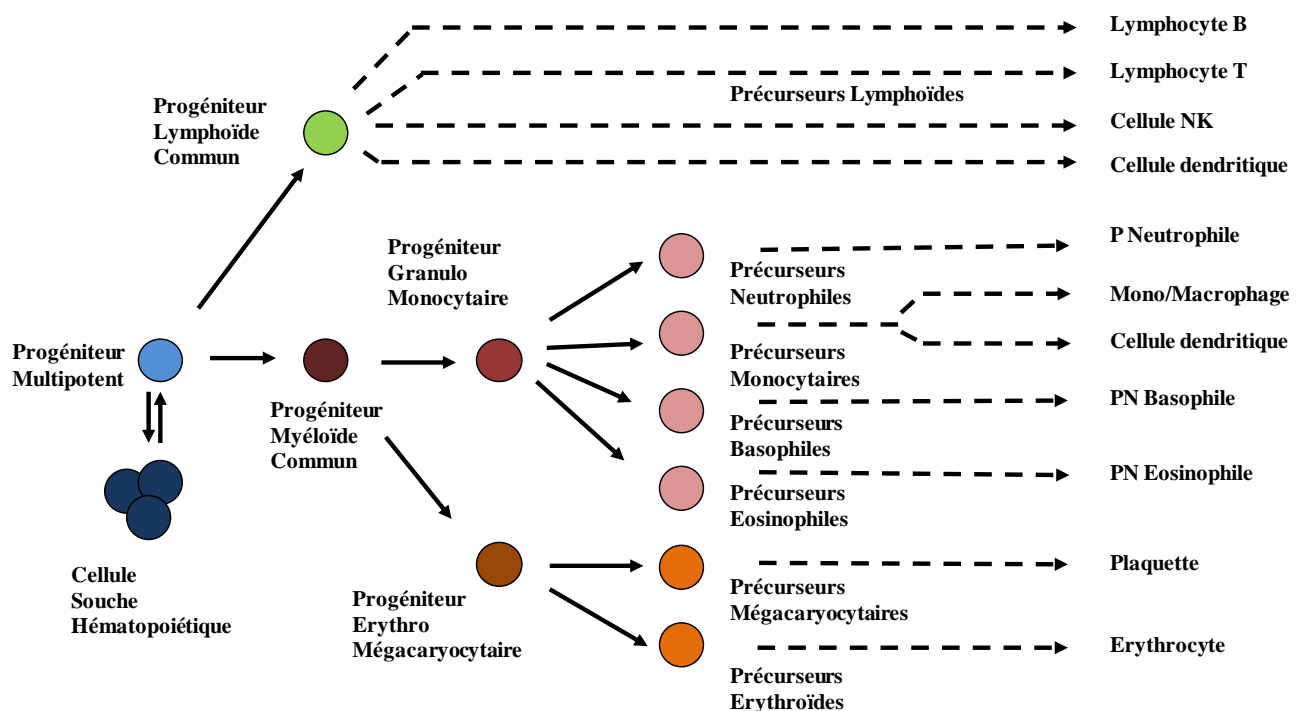 Lymphocyte B
Lymphocyte T
Précurseurs Lymphoïdes
Progéniteur
Lymphoïde
Commun
Cellule NK
Cellule dendritique
Progéniteur
Granulo
Monocytaire
P Neutrophile
Précurseurs
Neutrophiles
Mono/Macrophage
Cellule dendritique
Progéniteur
Multipotent
Précurseurs
Monocytaires
PN Basophile
Progéniteur
Myéloïde
Commun
Précurseurs
Basophiles
PN Eosinophile
Précurseurs
Eosinophiles
Cellule
Souche
Hématopoiétique
Plaquette
Précurseurs
Mégacaryocytaires
Progéniteur
Erythro
Mégacaryocytaire
Erythrocyte
Précurseurs
Erythroïdes